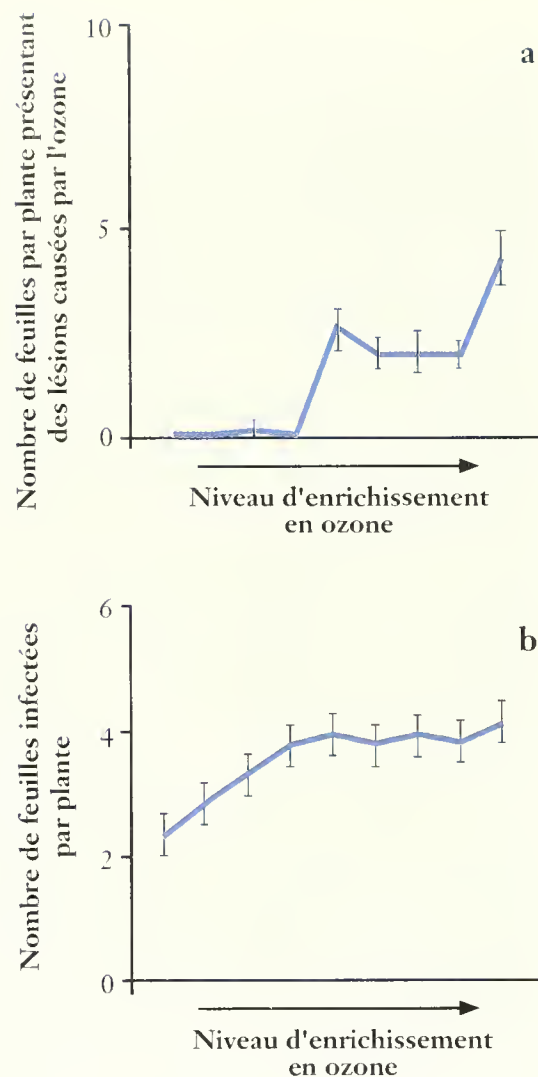 Nombre de feuilles par plante présentant
des lésions causées par l'ozone
10
5
0
a
Niveau d'enrichissement
en ozone
Nombre de feuilles infectées
par plante
6
4
2
0
b
Niveau d'enrichissement
en ozone